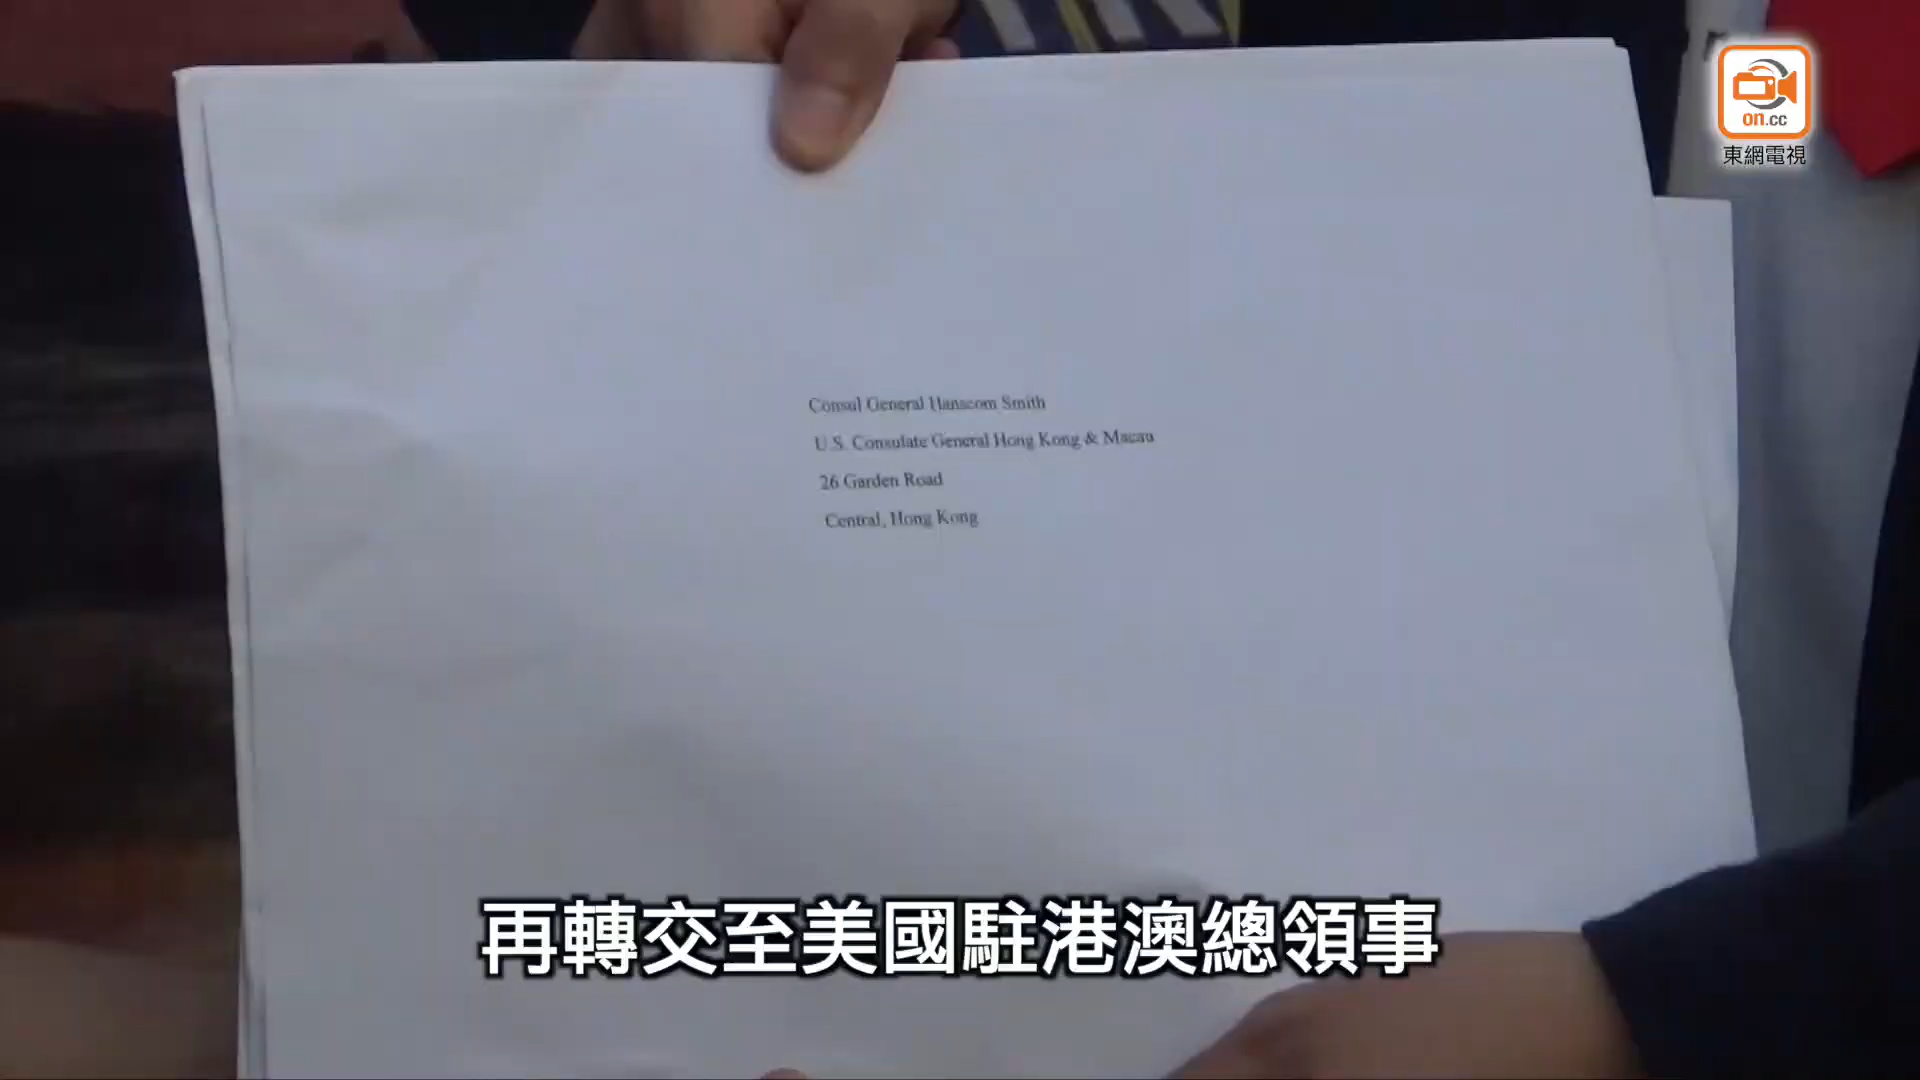 on.cc
東網電視
Consul General Hanscom Smith
U.S. Consulate General Hong Kong & Macau
26 Garden Road
Central, Hong Kong
再轉交至美國駐港澳總領事